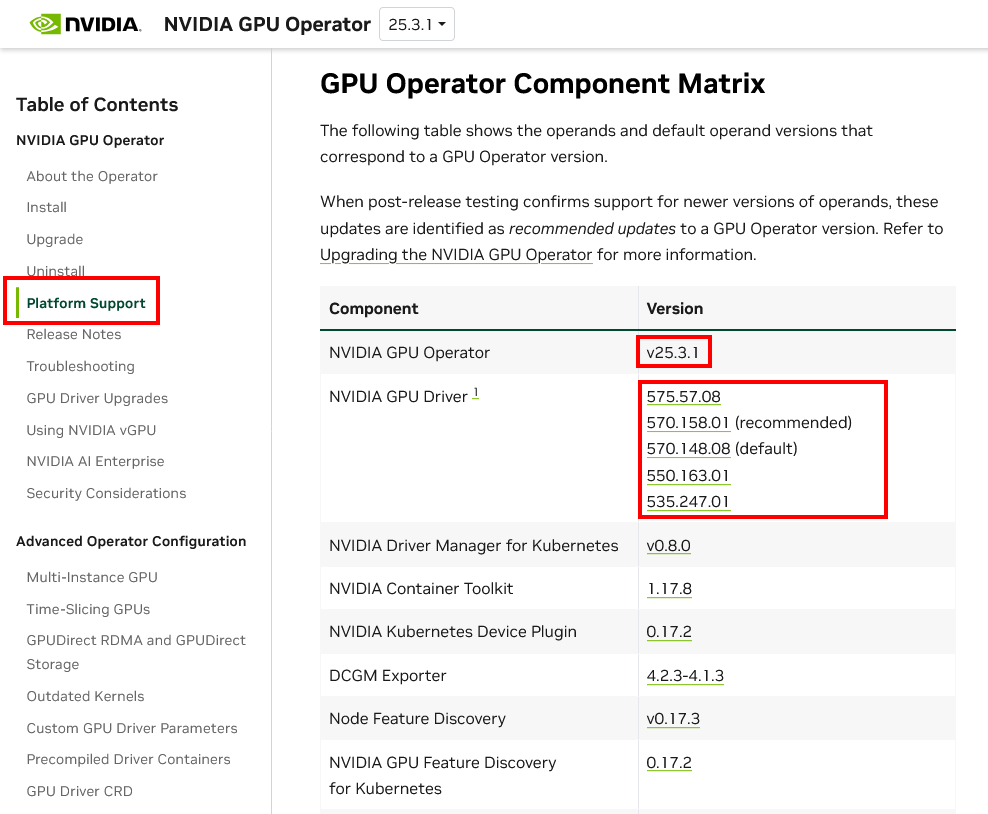 NVIDIA. NVIDIA GPU Operator 25.3.1
Table of Contents
NVIDIA GPU Operator
About the Operator
Install
Upgrade
Uninstall
Platform Support
Release Notes
Troubleshooting
GPU Driver Upgrades
Using NVIDIA vGPU
NVIDIA AI Enterprise
Security Considerations
Advanced Operator Configuration
Multi-Instance GPU
Time-Slicing GPUs
GPUDirect RDMA and GPUDirect
Storage
Outdated Kernels
Custom GPU Driver Parameters
Precompiled Driver Containers
GPU Driver CRD
GPU Operator Component Matrix
The following table shows the operands and default operand versions that
correspond to a GPU Operator version.
When post-release testing confirms support for newer versions of operands, these
updates are identified as recommended updates to a GPU Operator version. Refer to
Upgrading the NVIDIA GPU Operator for more information.
Component Version
NVIDIA GPU Operator v25.3.1
NVIDIA GPU Driver 1 575.57.08
570.158.01 (recommended)
570.148.08 (default)
550.163.01
535.247.01
NVIDIA Driver Manager for Kubernetes v0.8.0
NVIDIA Container Toolkit 1.17.8
NVIDIA Kubernetes Device Plugin 0.17.2
DCGM Exporter 4.2.3-4.1.3
Node Feature Discovery v0.17.3
NVIDIA GPU Feature Discovery 0.17.2
for Kubernetes